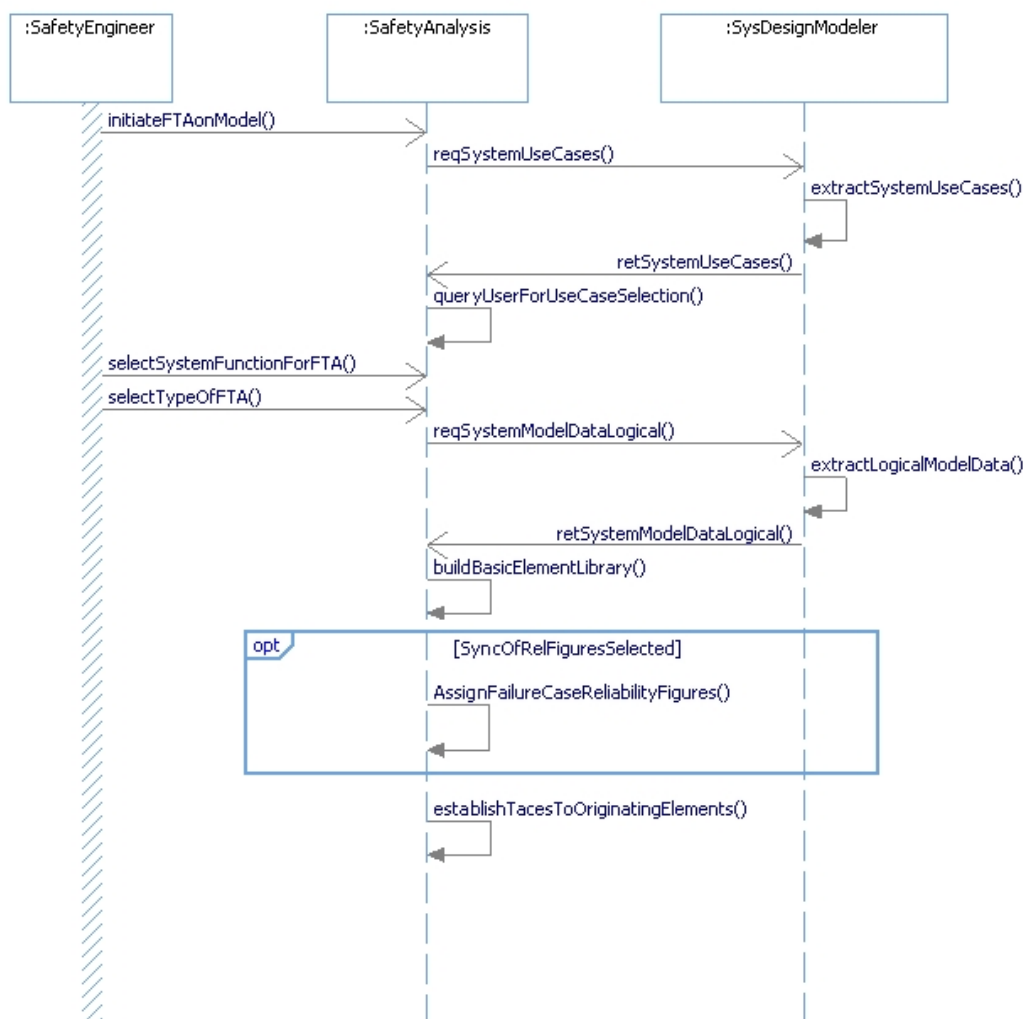 :SafetyEngineer
:SafetyAnalysis
:SysDesignModeler
initiateFTAonModel()
reqSystemUseCases()
extractSystemUseCases()
retSystemUseCases()
queryUserForUseCaseSelection()
selectSystemFunctionForFTA()
selectTypeOfFTA()
reqSystemModelDataLogical()
extractLogicalModelData()
retSystemModelDataLogical()
buildBasicElementLibrary()
opt
[SyncOfRelFiguresSelected]
AssignFailureCaseReliabilityFigures()
establishTacesToOriginatingElements()